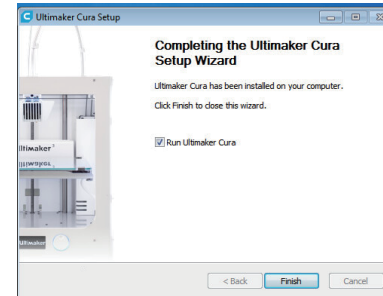 Ultimaker Cura Setup
Completing the Ultimaker Cura
Setup Wizard
Ultimaker Cura has been installed on your computer.
Click Finish to close this wizard.
Run Ultimaker Cura
Ultimaker
Ultimaker
< Back
Finish
Cancel